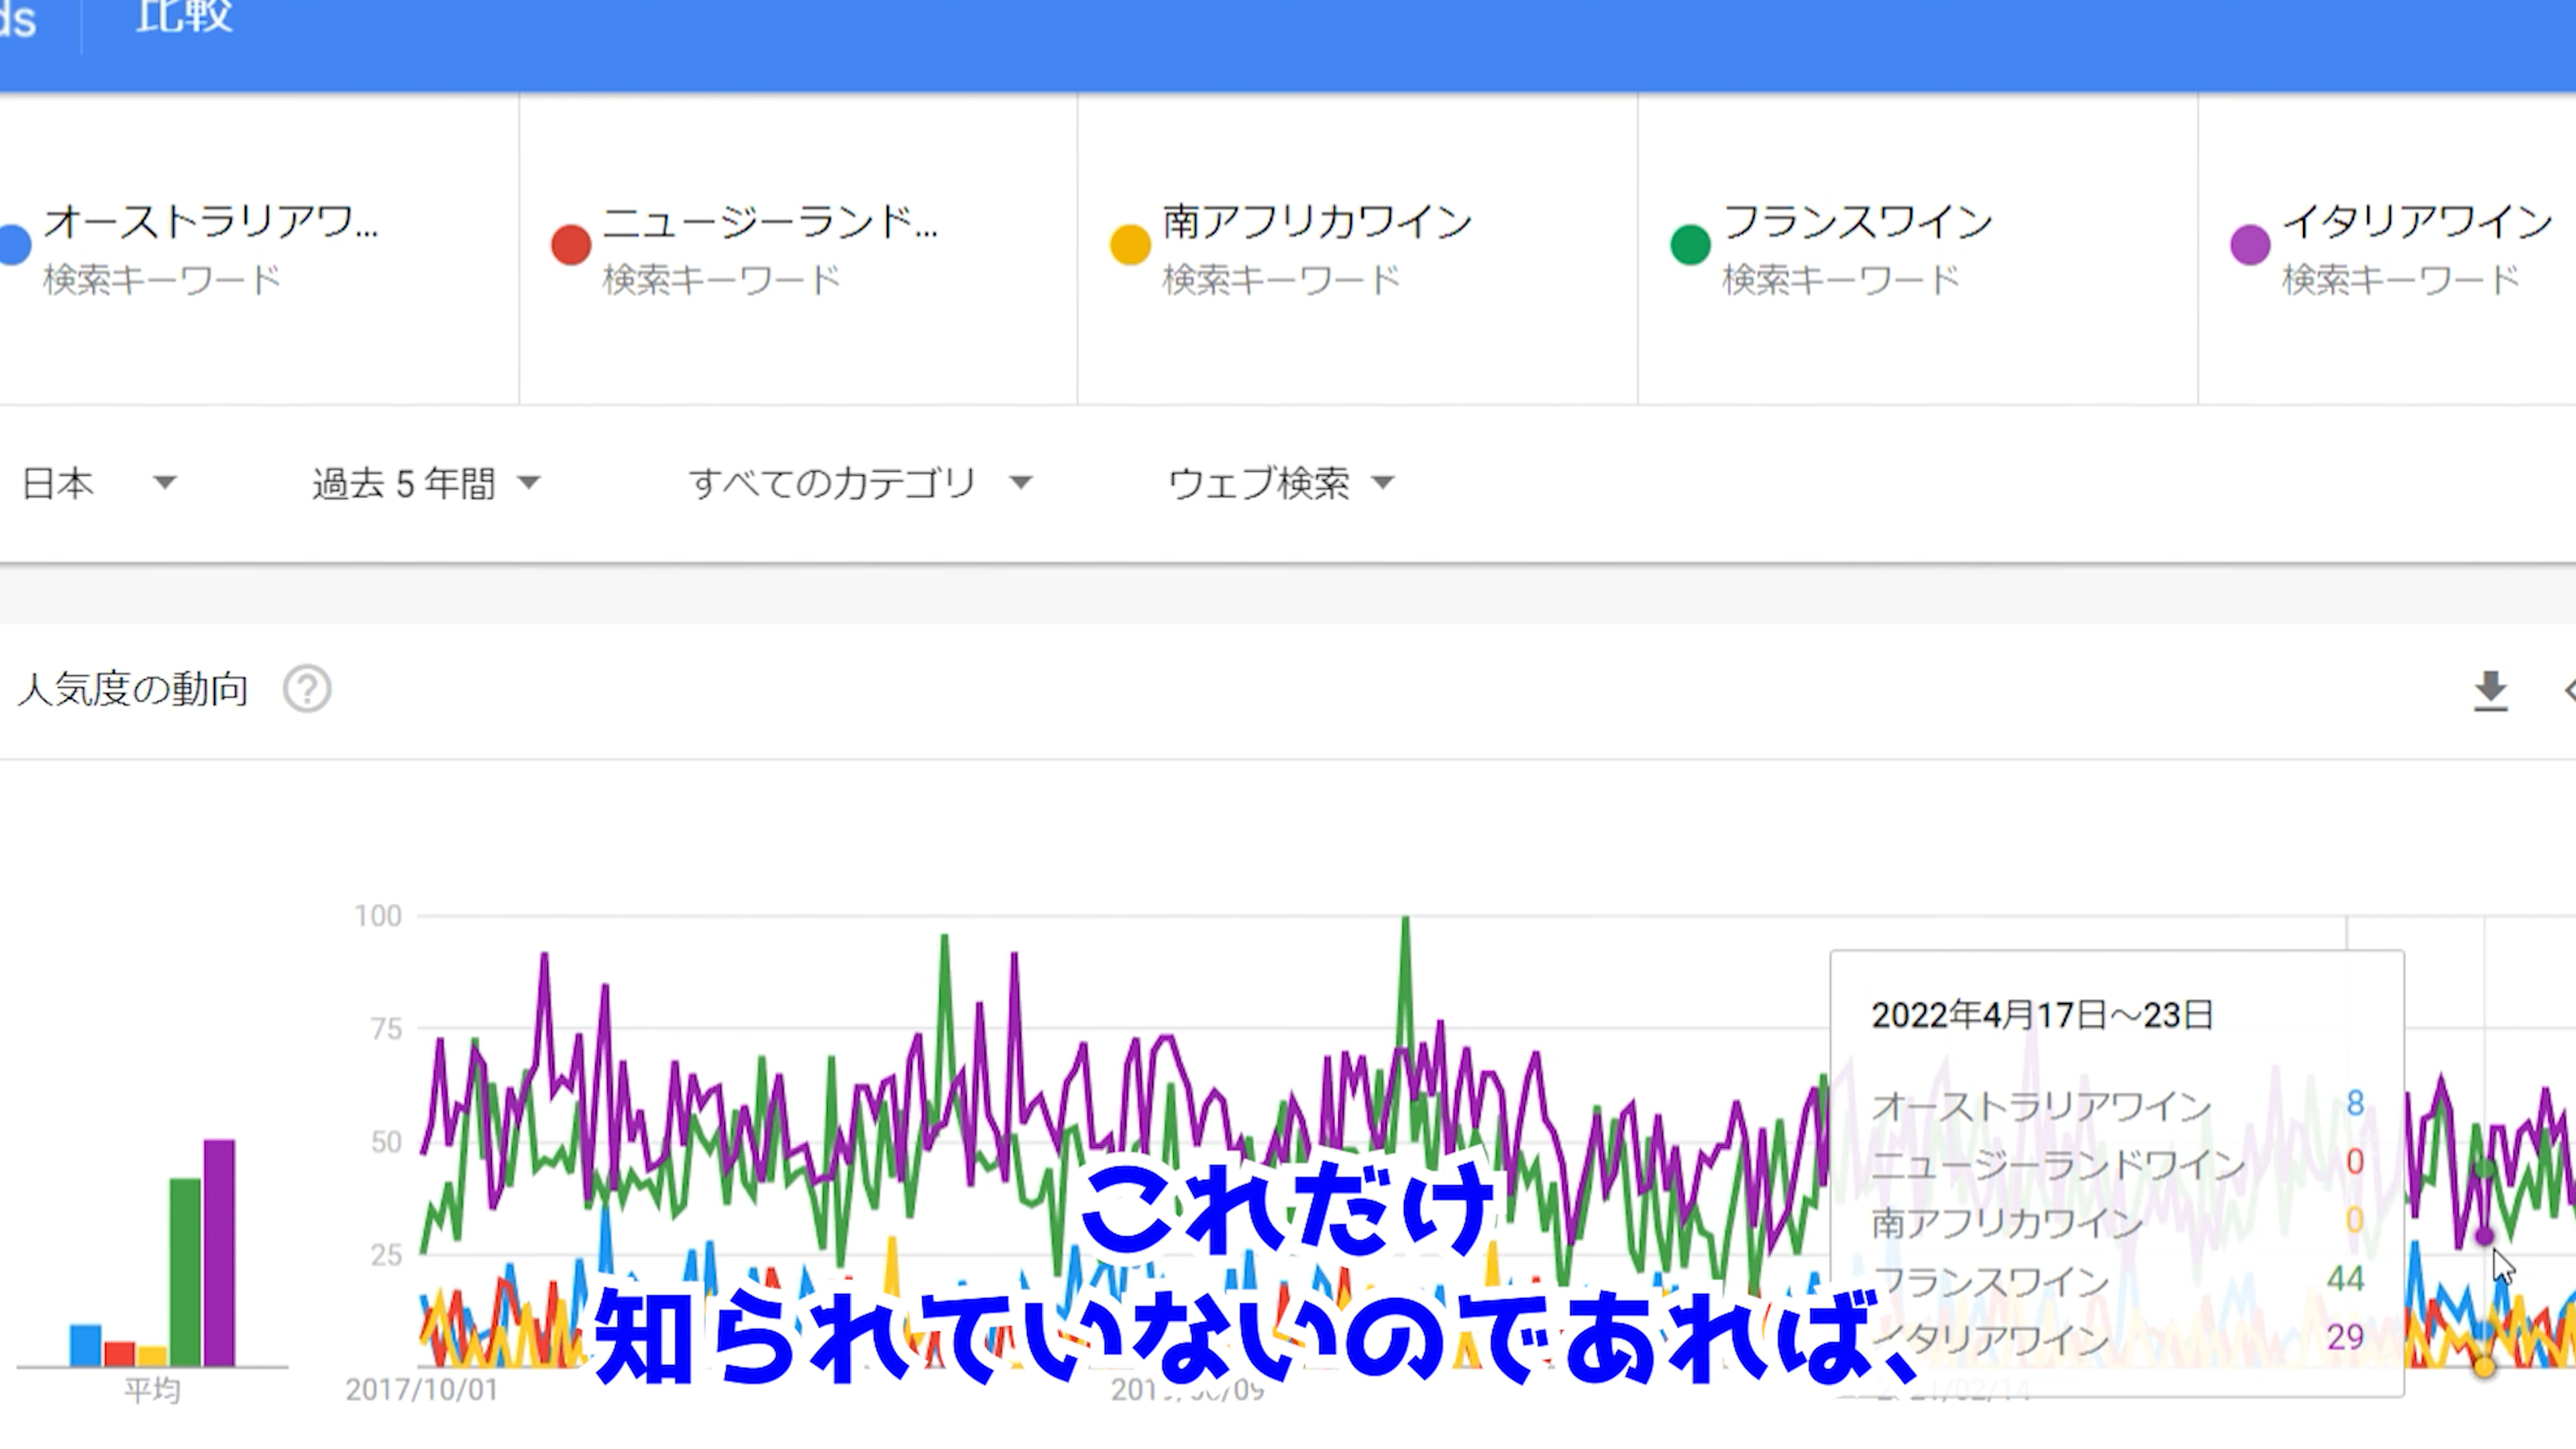 ds 比較
オーストラリアワ...
検索キーワード
ニュージーランド...
検索キーワード
南アフリカワイン
検索キーワード
フランスワイン
検索キーワード
イタリアワイン
検索キーワード
日本
過去 5 年間
すべてのカテゴリ
ウェブ検索
人気度の動向
100
75
50
25
平均
2017/10/01
2022年4月17日～23日
オーストラリアワイン 8
ニュージーランドワイン 0
南アフリカワイン 0
フランスワイン 44
イタリアワイン 29
これだけ
知られていないのであれば、